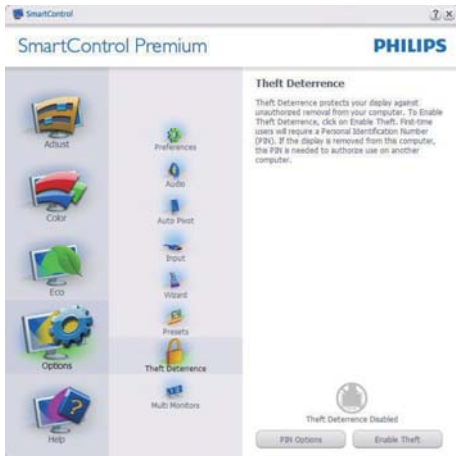 SmartControl
SmartControl Premium
PHILIPS
Adjust
Color
Eco
Options
Help
Preferences
Audio
Auto Pivot
Input
Wizard
Presets
Theft Deterrence
Multi Monitors
Theft Deterrence
Theft Deterrence protects your display against
unauthorized removal from your computer. To Enable
Theft Deterrence, click on Enable Theft. First-time
users will require a Personal Identification Number
(PIN). If the display is removed from this computer,
this PIN is needed to authorize use on another
computer.
Theft Deterrence Disabled
PIN Options
Enable Theft